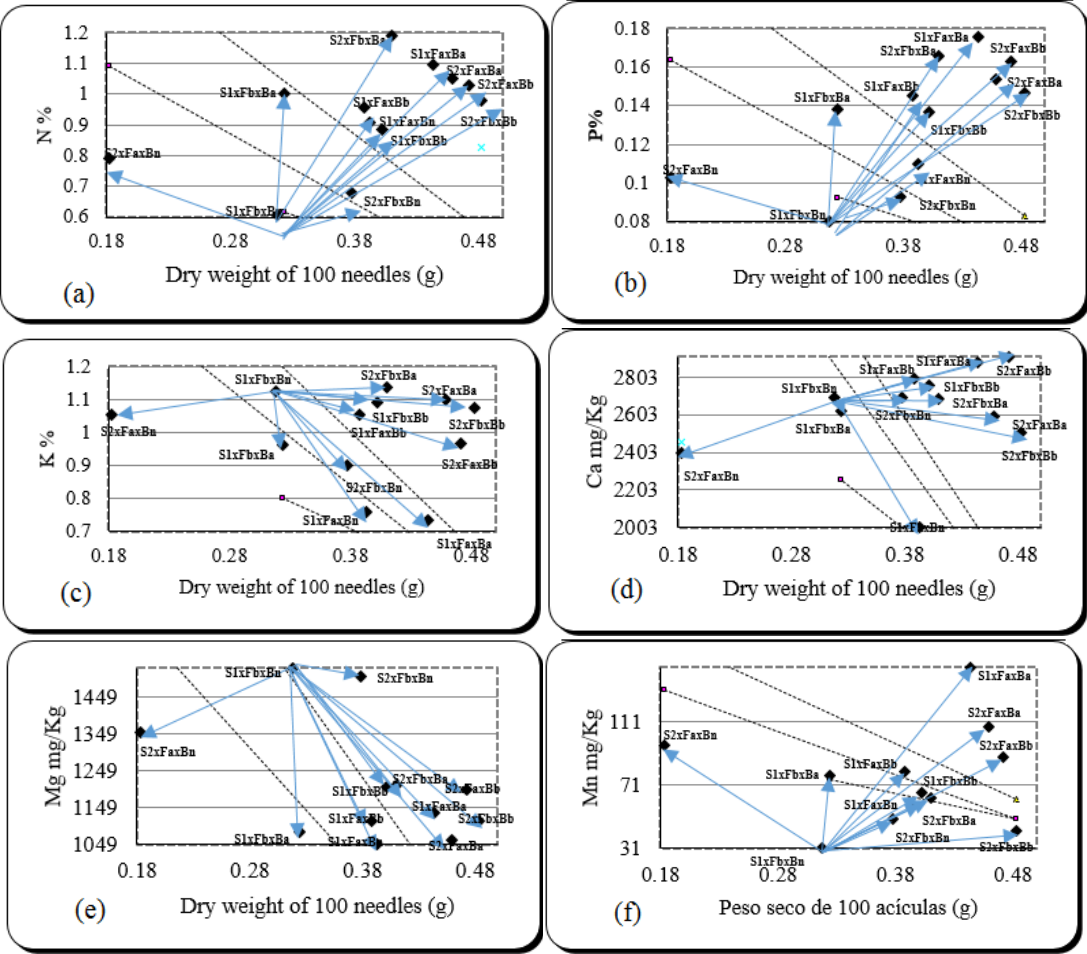 1.2
1.1
1
0.9
0.8
0.7
0.6
N %
S2xFbxBa
S1xFaxBa
S2xFaxBa
S2xFaxBb
S1xFbxBa
S1xFaxBb
S2xFbxBb
S1xFaxBn
S1xFbxBb
S2xFaxBn
S2xFbxBn
S1xFbxBn
0.18 0.28 0.38 0.48
Dry weight of 100 needles (g)
(a)
0.18
0.16
0.14
0.12
0.1
0.08
P%
S1xFaxBa
S2xFbxBa
S2xFaxBb
S2xFaxBa
S1xFaxBb
S1xFbxBa
S2xFbxBb
S1xFbxBb
S2xFaxBn
S1xFaxBn
S2xFbxBn
S1xFbxBn
0.18 0.28 0.38 0.48
Dry weight of 100 needles (g)
(b)
1.2
1.1
1
0.9
0.8
0.7
K %
S2xFbxBa
S1xFbxBn
S2xFaxBa
S1xFbxBb
S2xFbxBb
S2xFaxBn
S1xFaxBb
S1xFbxBa
S2xFaxBb
S2xFbxBn
S1xFaxBn
S1xFaxBa
0.18 0.28 0.38 0.48
Dry weight of 100 needles (g)
(c)
2803
2603
2403
2203
2003
Ca mg/Kg
S1xFaxBa
S1xFaxBb
S2xFaxBb
S1xFbxBn
S1xFbxBb
S2xFbxBa
S2xFbxBn
S1xFbxBa
S2xFaxBa
S2xFbxBb
S2xFaxBn
S1xFaxBn
0.18 0.28 0.38 0.48
Dry weight of 100 needles (g)
(d)
1449
1349
1249
1149
1049
Mg mg/Kg
S1xFbxBn
S2xFbxBn
S2xFaxBn
S2xFbxBa
S1xFbxBb
S2xFaxBb
S1xFaxBa
S1xFaxBb
S2xFbxBb
S1xFbxBa
S1xFaxBn
S2xFaxBa
0.18 0.28 0.38 0.48
Dry weight of 100 needles (g)
(e)
111
71
31
Mn mg/Kg
S1xFaxBa
S2xFaxBa
S2xFaxBn
S2xFaxBb
S1xFaxBb
S1xFbxBa
S1xFbxBb
S1xFaxBn
S2xFbxBa
S2xFbxBn
S2xFbxBb
S1xFbxBn
0.18 0.28 0.38 0.48
Peso seco de 100 acículas (g)
(f)